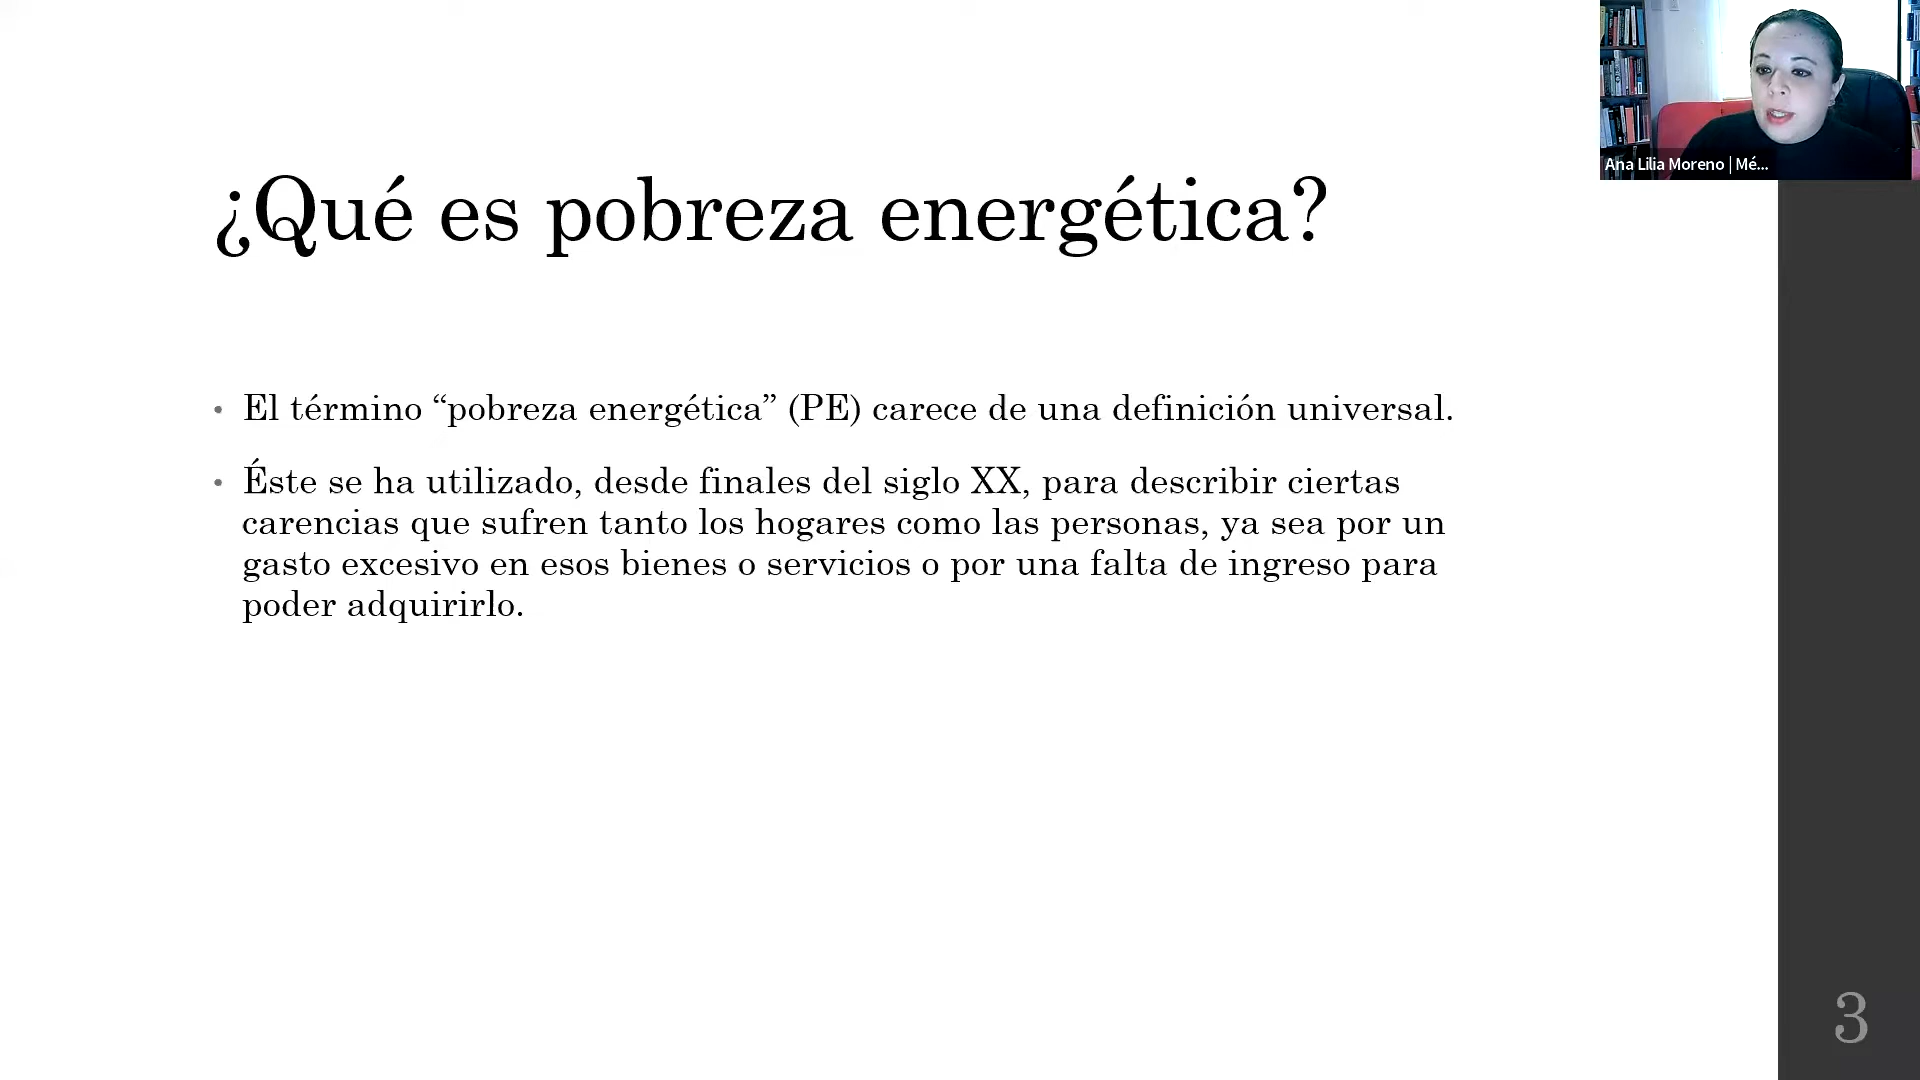 Ana Lilia Moreno | Mé...
¿Qué es pobreza energética?
• El término “pobreza energética” (PE) carece de una definición universal.
• Éste se ha utilizado, desde finales del siglo XX, para describir ciertas
carencias que sufren tanto los hogares como las personas, ya sea por un
gasto excesivo en esos bienes o servicios o por una falta de ingreso para
poder adquirirlo.
3